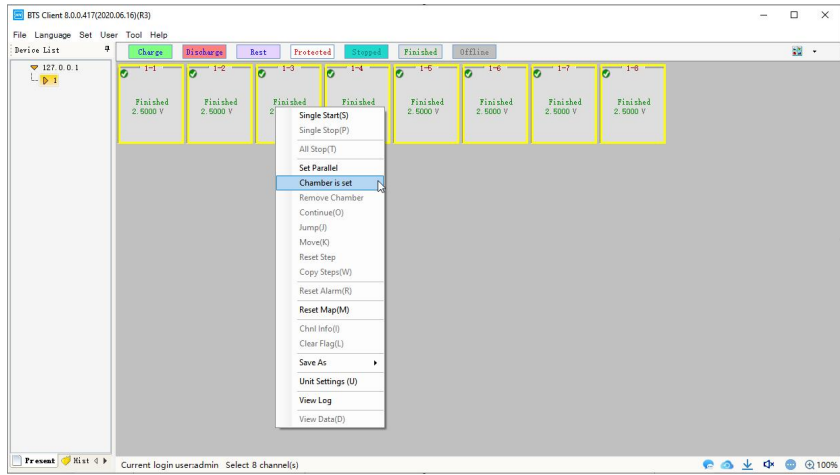 BTS Client 8.0.0.417(2020.06.16)(R3)
File Language Set User Tool Help
Device List
Charge Discharge Rest Protected Stopped Finished Offline
127.0.0.1
1
1-1 1-2 1-3 1-4 1-5 1-6 1-7 1-8
Finished Finished Finished Finished Finished Finished Finished Finished
2.5000 V 2.5000 V 2.5000 V 2.5000 V 2.5000 V 2.5000 V
Single Start(S)
Single Stop(P)
All Stop(T)
Set Parallel
Chamber is set
Remove Chamber
Continue(O)
Jump(J)
Move(K)
Reset Step
Copy Steps(W)
Reset Alarm(R)
Reset Map(M)
Chnl Info(I)
Clear Flag(L)
Save As
Unit Settings (U)
View Log
View Data(D)
Present Hist
Current login user:admin Select 8 channel(s)
100%